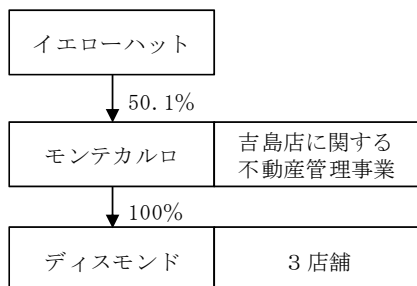 イエローハット
50.1%
モンテカルロ
吉島店に関する
不動産管理事業
100%
ディスモンド
3店舗